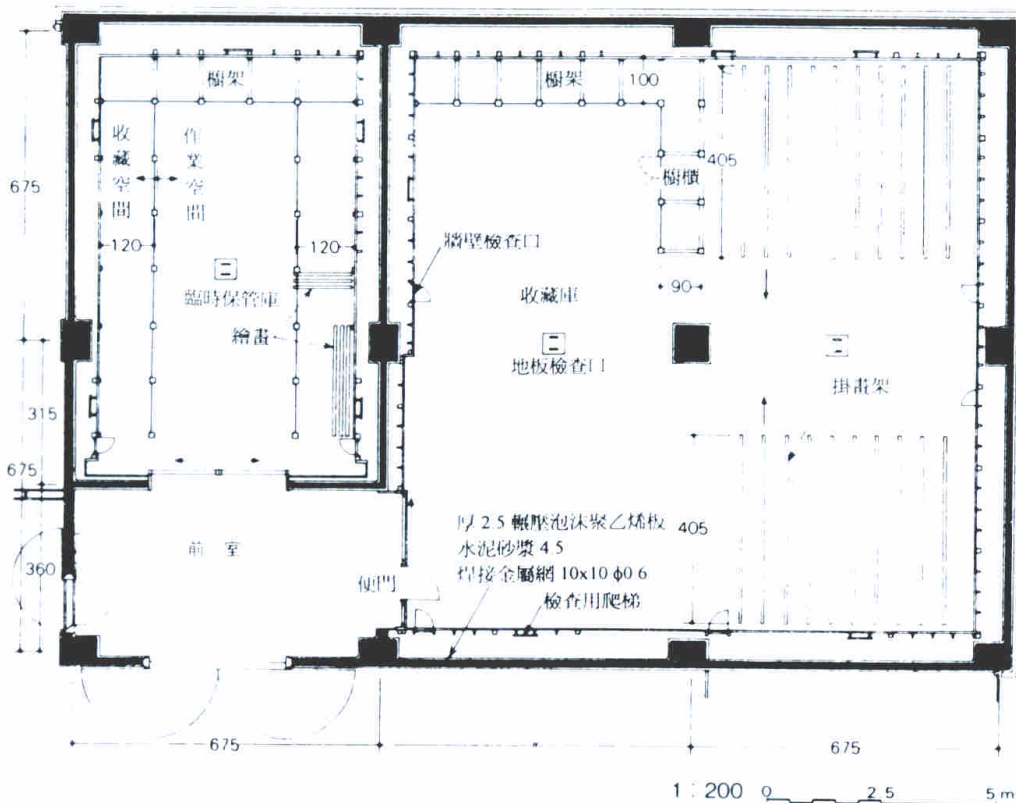 櫥架
櫥架
100
收藏空間
作業空間
405
櫥櫃
675
120
120
牆壁檢查口
臨時保管庫
收藏庫
90
繪畫
地板檢查口
掛畫架
315
675
厚 2.5 輾壓泡沫聚乙烯板
405
水泥砂漿 4.5
前室
焊接金屬網 10x10 φ0.6
360
便門
檢查用爬梯
675
675
1:200
0
2.5
5 m